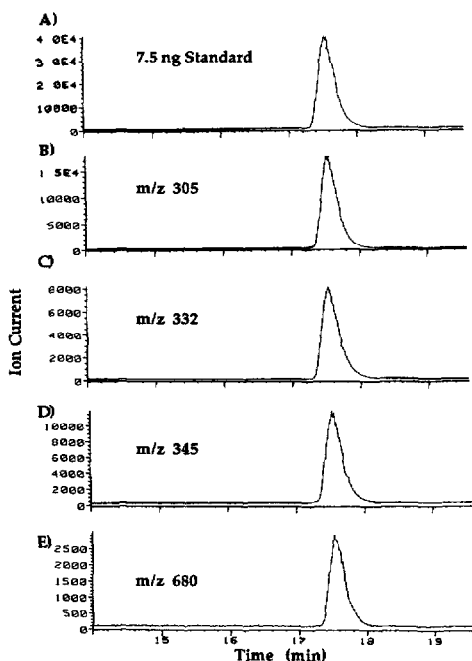 A)
4 0E4
3 0E4
2 0E4
10000
0
7.5 ng Standard
B)
1 5E4
10000
5000
0
m/z 305
C)
8000
6000
4000
2000
0
m/z 332
D)
10000
8000
6000
4000
2000
0
m/z 345
E)
2500
2000
1500
1000
500
0
m/z 680
Ion Current
15 16 17 18 19
Time (min)